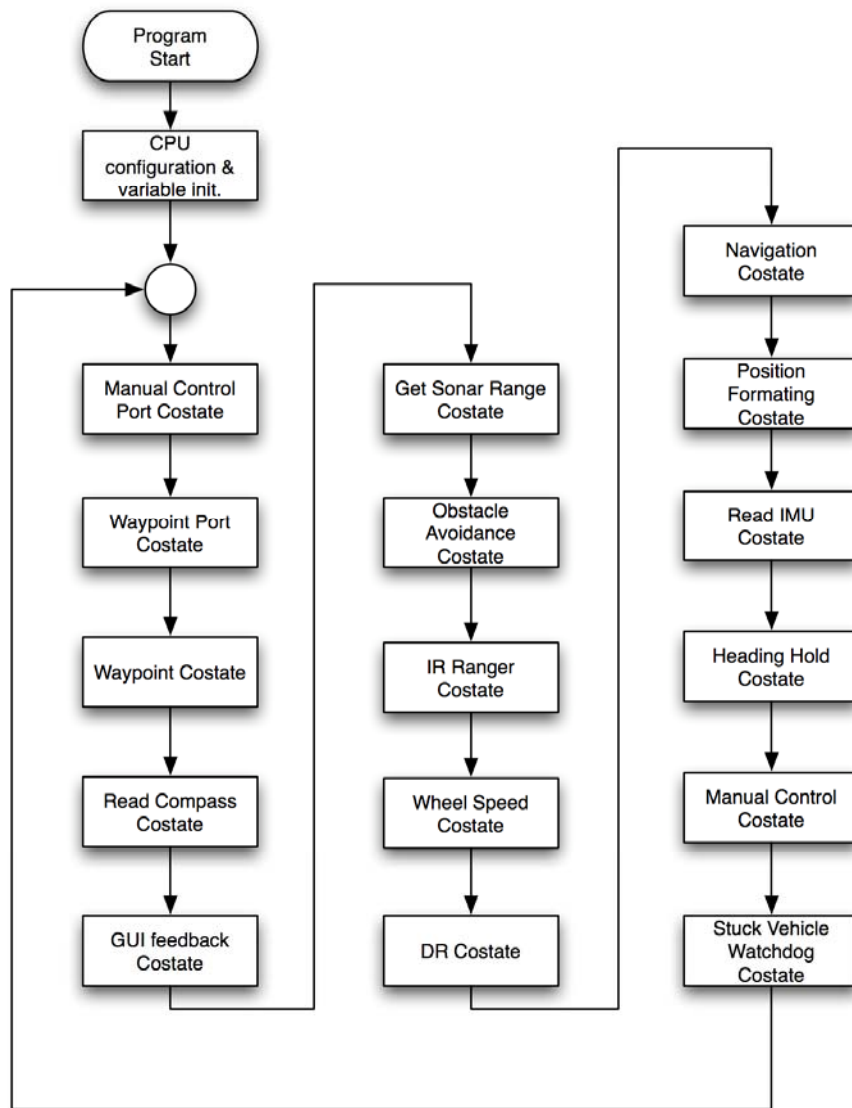 Program
Start
CPU
configuration &
variable init.
Manual Control
Port Costate
Waypoint Port
Costate
Waypoint Costate
Read Compass
Costate
GUI feedback
Costate
Get Sonar Range
Costate
Obstacle
Avoidance
Costate
IR Ranger
Costate
Wheel Speed
Costate
DR Costate
Navigation
Costate
Position
Formating
Costate
Read IMU
Costate
Heading Hold
Costate
Manual Control
Costate
Stuck Vehicle
Watchdog
Costate